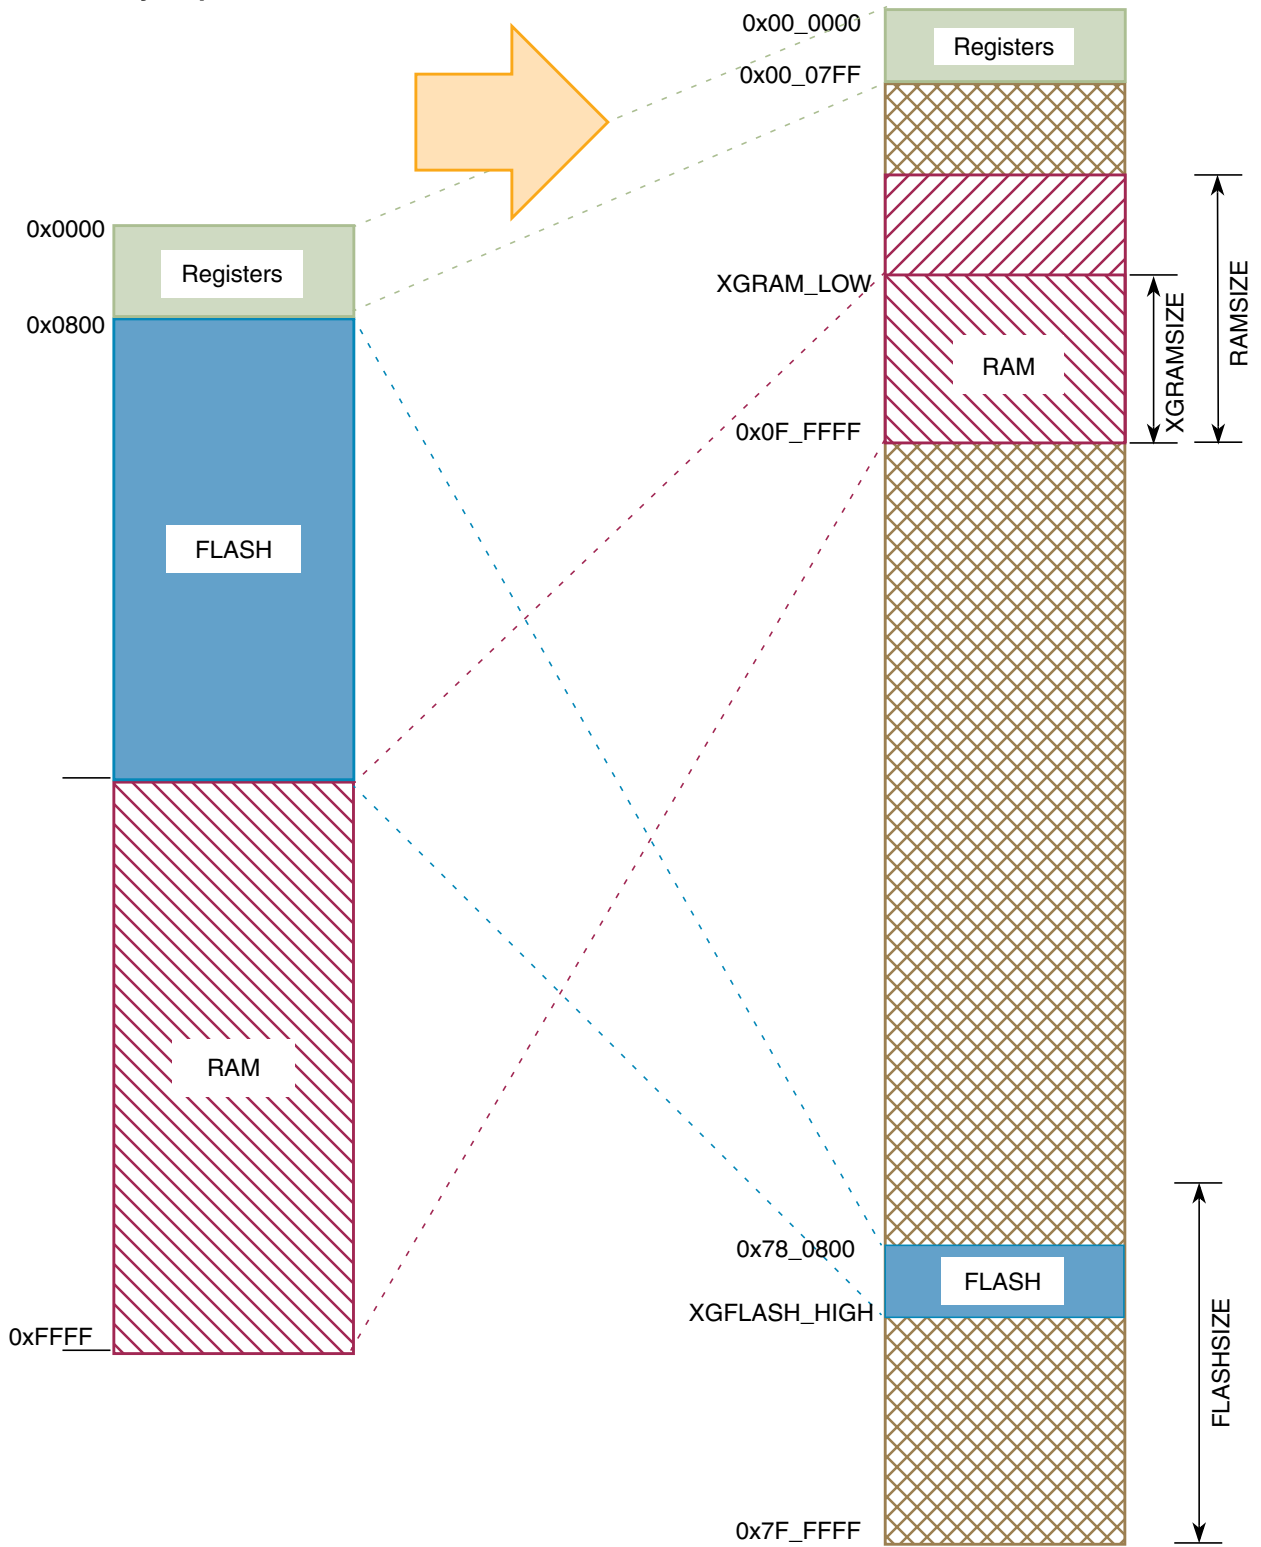 0x00_0000
Registers
0x00_07FF
0x0000
Registers
0x0800
XGRAM_LOW
RAM
XGRAMSIZE
RAMSIZE
0x0F_FFFF
FLASH
RAM
0x78_0800
FLASH
XGFLASH_HIGH
FLASHSIZE
0xFFFF
0x7F_FFFF